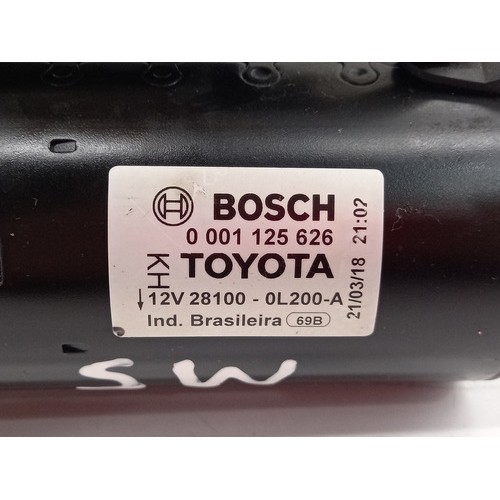 BOSCH
0 001 125 626
KH TOYOTA
↓12V 28100 - 0L200-A
Ind. Brasileira 69B
21/03/18 21:02
SW